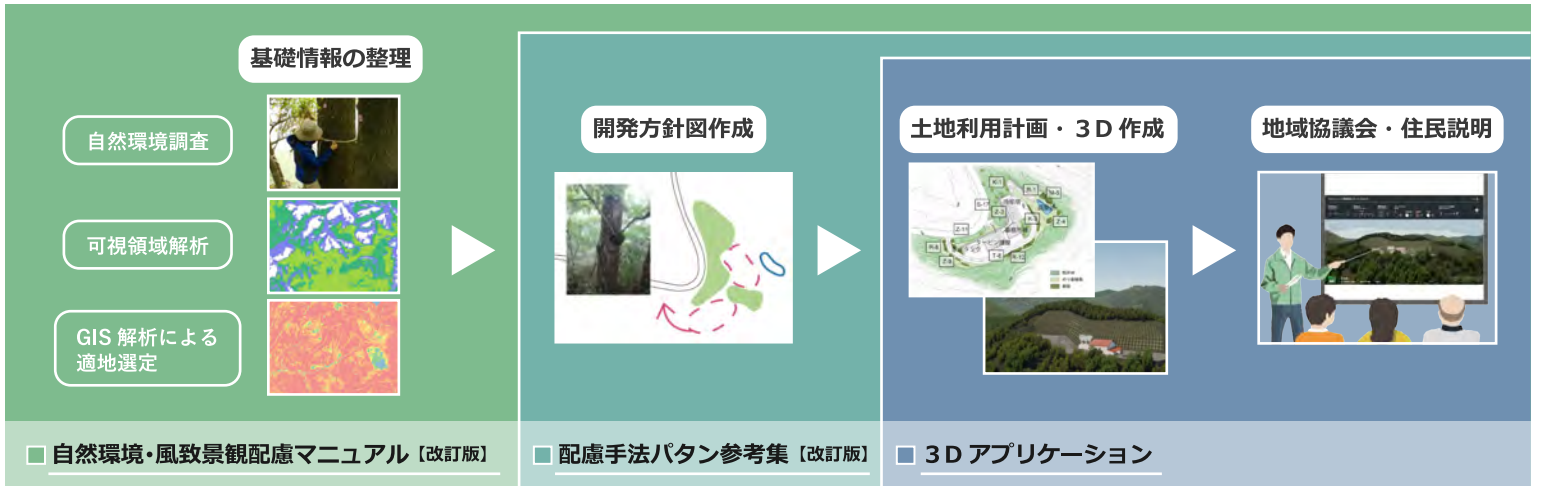 基礎情報の整理
自然環境調査
可視領域解析
GIS 解析による
適地選定
開発方針図作成
土地利用計画・３D 作成
地域協議会・住民説明
自然環境・風致景観配慮マニュアル【改訂版】
配慮手法パタン参考集【改訂版】
３D アプリケーション